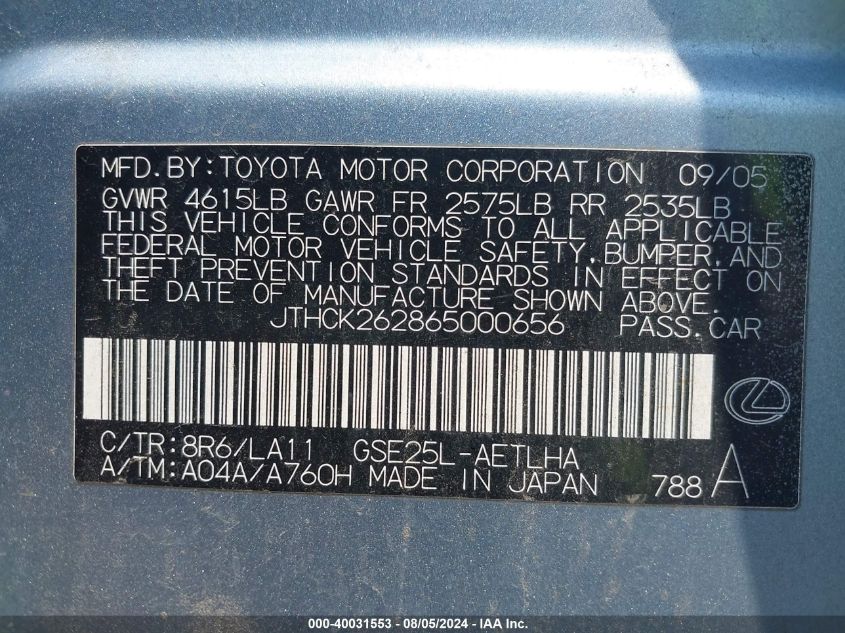 MFD.BY:TOYOTA MOTOR CORPORATION 09/05
GVWR 4615LB GAWR FR 2575LB RR 2535LB
THIS VEHICLE CONFORMS TO ALL APPLICABLE
FEDERAL MOTOR VEHICLE SAFETY,BUMPER,AND
THEFT PREVENTION STANDARDS IN EFFECT ON
THE DATE OF MANUFACTURE SHOWN ABOVE.
JTHCK262865000656 PASS.CAR
C/TR:8R6/LA11 GSE25L-AETLHA
A/TM:A04A/A760H MADE IN JAPAN 788 A
000-40031553 - 08/05/2024 - IAAI.COM